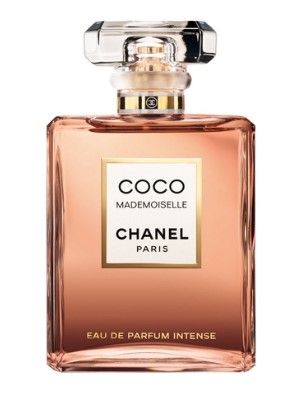 COCO
MADEMOISELLE
CHANEL
PARIS
EAU DE PARFUM INTENSE